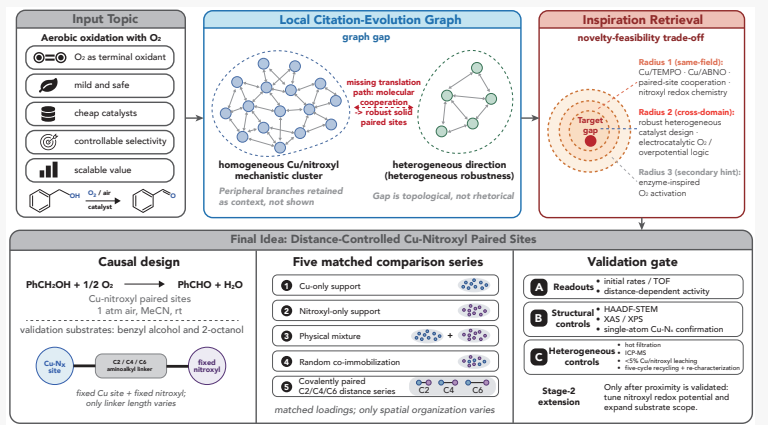 Input Topic
Aerobic oxidation with O₂
O₂ as terminal oxidant
mild and safe
cheap catalysts
controllable selectivity
scalable value
OH
O₂ / air
catalyst
O
Local Citation-Evolution Graph
graph gap
missing translation
path: molecular
cooperation
-> robust solid
paired sites
homogeneous Cu/nitroxyl
mechanistic cluster
Peripheral branches retained
as context, not shown
heterogeneous direction
(heterogeneous robustness)
Gap is topological, not rhetorical
Inspiration Retrieval
novelty-feasibility trade-off
Target
gap
Radius 1 (same-field):
Cu/TEMPO · Cu/ABNO ·
paired-site cooperation ·
nitroxyl redox chemistry
Radius 2 (cross-domain):
robust heterogeneous
catalyst design ·
electrocatalytic O₂ /
overpotential logic
Radius 3 (secondary hint):
enzyme-inspired
O₂ activation
Final Idea: Distance-Controlled Cu-Nitroxyl Paired Sites
Causal design
PhCH₂OH + 1/2 O₂ → PhCHO + H₂O
Cu-nitroxyl paired sites
1 atm air, MeCN, rt
validation substrates: benzyl alcohol and 2-octanol
Cu-Nₓ
site
C2 / C4 / C6
aminoalkyl linker
fixed
nitroxyl
fixed Cu site + fixed nitroxyl;
only linker length varies
Five matched comparison series
1 Cu-only support
2 Nitroxyl-only support
3 Physical mixture
+
4 Random co-immobilization
5 Covalently paired
C2/C4/C6 distance series
C2 C4 C6
matched loadings; only spatial organization varies
Validation gate
A Readouts
• initial rates / TOF
• distance-dependent activity
B Structural
controls
• HAADF-STEM
• XAS / XPS
• single-atom Cu-Nₓ confirmation
C Heterogeneous
controls
• hot filtration
• ICP-MS
• <5% Cu/nitroxyl leaching
• five-cycle recycling + re-characterization
Stage-2
extension
Only after proximity is validated:
tune nitroxyl redox potential and
expand substrate scope.